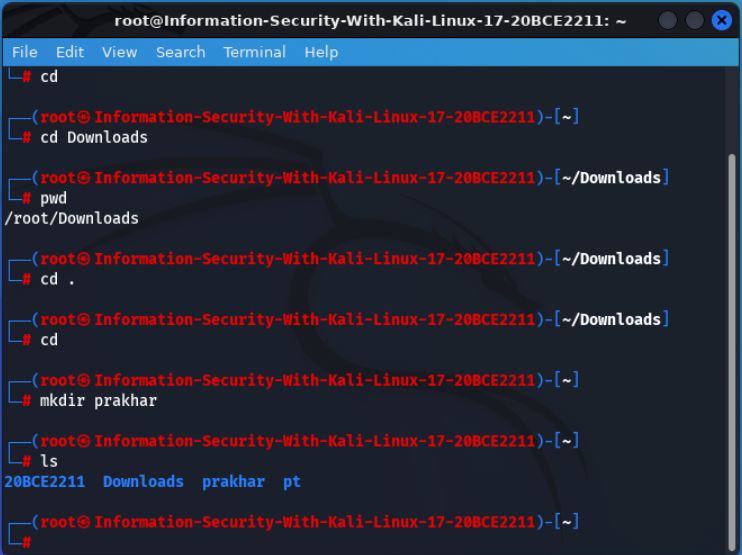 root@Information-Security-With-Kali-Linux-17-20BCE2211: ~
File Edit View Search Terminal Help
└─# cd
┌──(root㉿Information-Security-With-Kali-Linux-17-20BCE2211)-[~]
└─# cd Downloads
┌──(root㉿Information-Security-With-Kali-Linux-17-20BCE2211)-[~/Downloads]
└─# pwd
/root/Downloads
┌──(root㉿Information-Security-With-Kali-Linux-17-20BCE2211)-[~/Downloads]
└─# cd .
┌──(root㉿Information-Security-With-Kali-Linux-17-20BCE2211)-[~/Downloads]
└─# cd
┌──(root㉿Information-Security-With-Kali-Linux-17-20BCE2211)-[~]
└─# mkdir prakhar
┌──(root㉿Information-Security-With-Kali-Linux-17-20BCE2211)-[~]
└─# ls
20BCE2211  Downloads  prakhar  pt
┌──(root㉿Information-Security-With-Kali-Linux-17-20BCE2211)-[~]
└─#